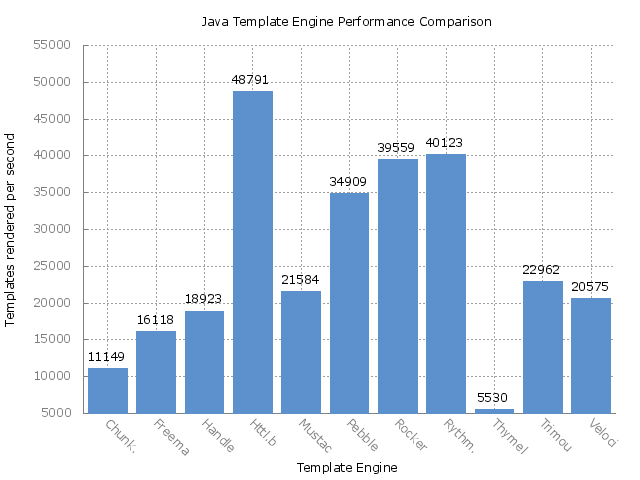 Java Template Engine Performance Comparison
55000
50000
45000
40000
35000
30000
25000
20000
15000
10000
5000
Templates rendered per second
11149
16118
18923
48791
21584
34909
39559
40123
5530
22962
20575
Chunk.
Freema
Handle
Httl.b
Mustac
Pebble
Rocker
Rythm.
Thymel
Trimou
Veloci
Template Engine